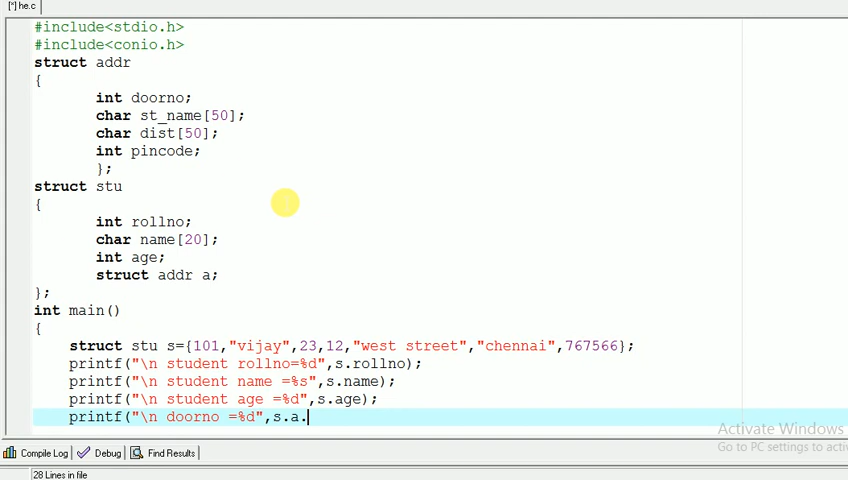 [*] he.c
#include<stdio.h>
#include<conio.h>
struct addr
{
int doorno;
char st_name[50];
char dist[50];
int pincode;
};
struct stu
{
int rollno;
char name[20];
int age;
struct addr a;
};
int main()
{
struct stu s={101,"vijay",23,12,"west street","chennai",767566};
printf("\n student rollno=%d",s.rollno);
printf("\n student name =%s",s.name);
printf("\n student age =%d",s.age);
printf("\n doorno =%d",s.a.
Activate Windows
Go to PC settings to activ
Compile Log Debug Find Results
28 Lines in file